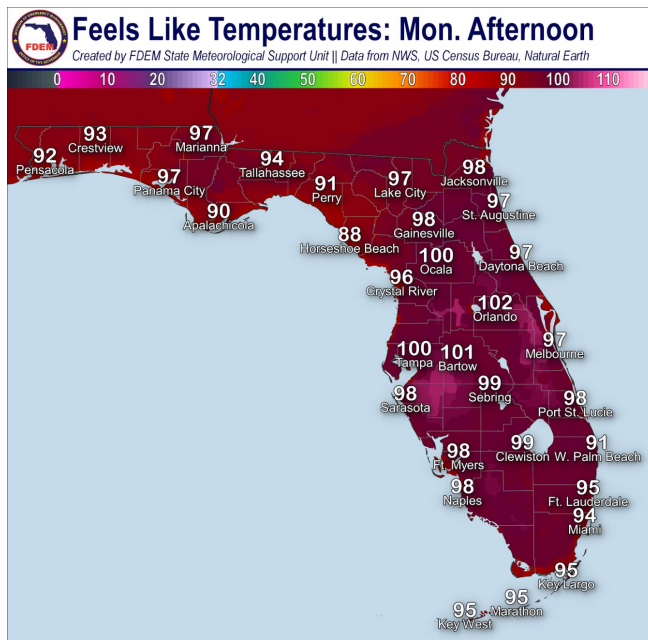 Feels Like Temperatures: Mon. Afternoon
Created by FDEM State Meteorological Support Unit || Data from NWS, US Census Bureau, Natural Earth
FDEM
0 10 20 32 40 50 60 70 80 90 100 110
93
Crestview
97
Marianna
92
Pensacola
94
Tallahassee
97
Panama City
91
Perry
97
Lake City
98
Jacksonville
90
Apalachicola
97
St. Augustine
98
Gainesville
88
Horseshoe Beach
100
Ocala
97
Daytona Beach
96
Crystal River
102
Orlando
97
Melbourne
100
Tampa
101
Bartow
99
Sebring
98
Sarasota
98
Port St. Lucie
98
Ft. Myers
99
Clewiston
91
W. Palm Beach
98
Naples
95
Ft. Lauderdale
94
Miami
95
Key Largo
95
Marathon
95
Key West